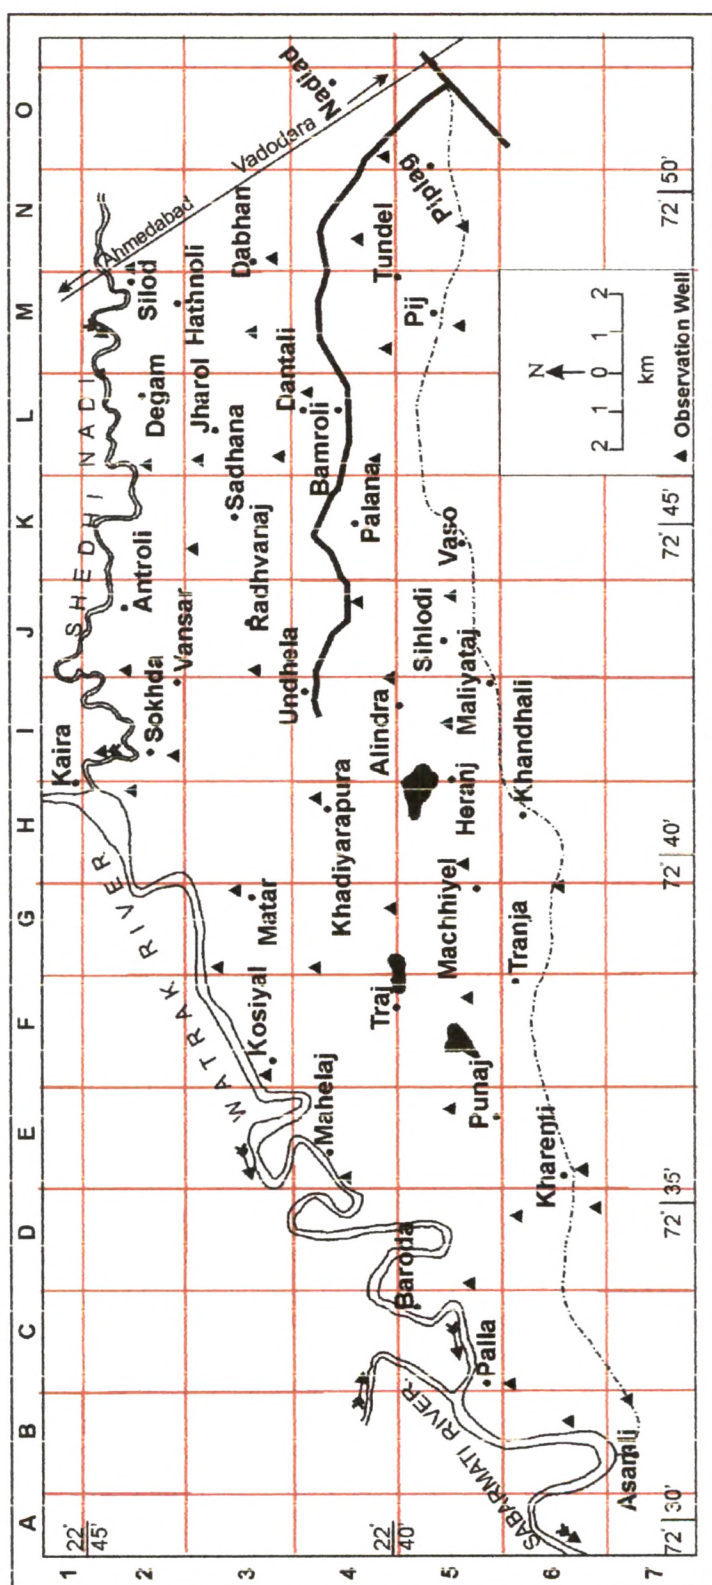 A B C D E F G H I J K L M N O
1
2
3
4
5
6
7
22° 45'
22° 40'
72° 30'
72° 35'
72° 40'
72° 45'
72° 50'
SHEDHI NADI
WATRAK RIVER
SABARMATI RIVER
Ahmedabad
Vadodara
Nadiad
Kaira
Silod
Degam
Antroli
Sokhda
Vansar
Hathnoli
Jharol
Sadhana
Radhvanaj
Dabhan
Dantali
Bamroli
Undhela
Matar
Kosiyal
Khadiyarapura
Mahelaj
Palana
Tundel
Piplag
Pij
Alindra
Traj
Baroda
Vaso
Sihlodi
Maliyataj
Heranj
Machhiyel
Punaj
Palla
Khandhali
Tranja
Kharenti
Asamli
N
2 1 0 1 2
km
▲ Observation Well